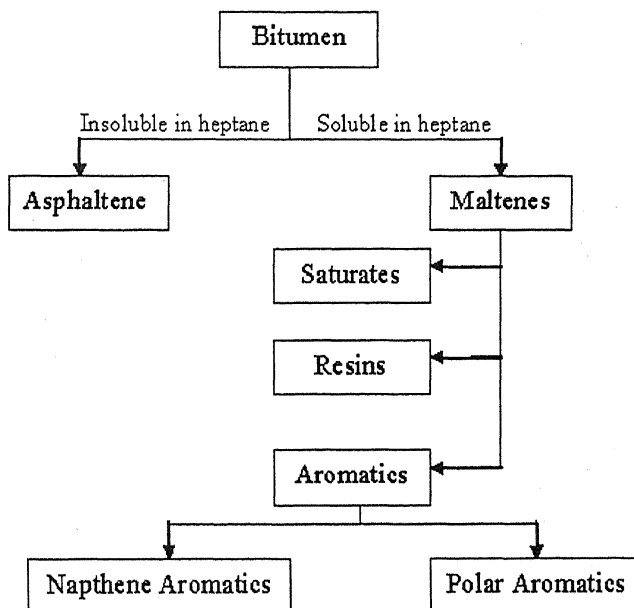 Bitumen
Insoluble in heptane
Soluble in heptane
Asphaltene
Maltenes
Saturates
Resins
Aromatics
Napthene Aromatics
Polar Aromatics